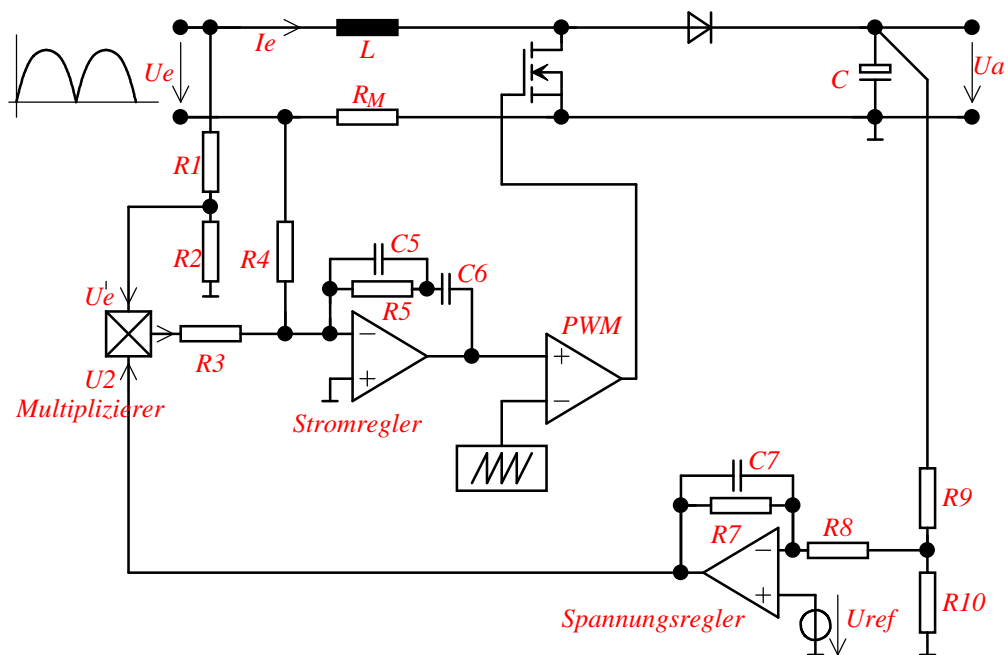 Ie
L
Ue
Ua
C
RM
R1
R2
R4
C5
C6
R5
U'e
R3
PWM
U2
Multiplizierer
Stromregler
C7
R9
R7
R8
R10
Spannungsregler
Uref